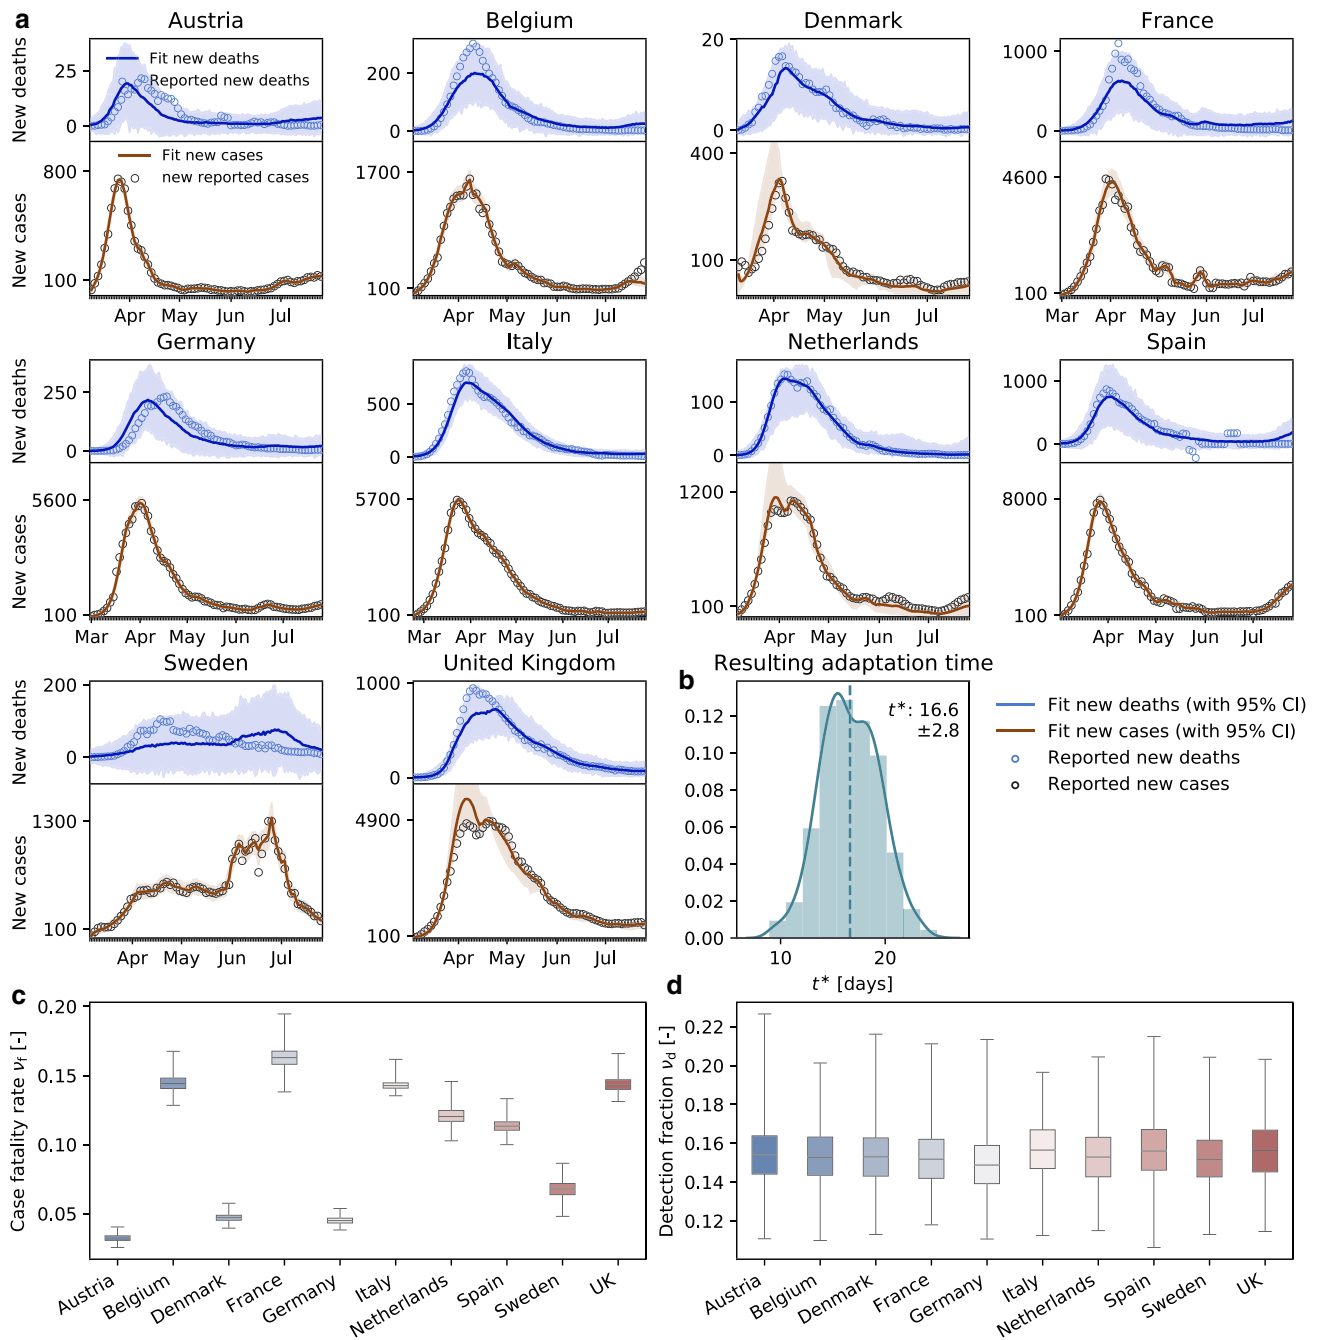 a
Austria
Belgium
Denmark
France
New deaths
25
0
Fit new deaths
Reported new deaths
200
0
20
0
1000
0
New cases
800
100
Fit new cases
new reported cases
1700
100
400
100
4600
100
Apr May Jun Jul
Apr May Jun Jul
Apr May Jun Jul
Mar Apr May Jun Jul
Germany
Italy
Netherlands
Spain
New deaths
250
0
500
0
100
0
1000
0
New cases
5600
100
5700
100
1200
100
8000
100
Mar Apr May Jun Jul
Mar Apr May Jun Jul
Apr May Jun Jul
Apr May Jun Jul
Sweden
United Kingdom
New deaths
200
0
1000
0
New cases
1300
100
4900
100
Apr May Jun Jul
Apr May Jun Jul
b
Resulting adaptation time
t*: 16.6
±2.8
0.12
0.10
0.08
0.06
0.04
0.02
0.00
10 20
t* [days]
Fit new deaths (with 95% CI)
Fit new cases (with 95% CI)
Reported new deaths
Reported new cases
c
Case fatality rate νf [-]
0.20
0.15
0.10
0.05
Austria Belgium Denmark France Germany Italy Netherlands Spain Sweden UK
d
Detection fraction νd [-]
0.22
0.20
0.18
0.16
0.14
0.12
Austria Belgium Denmark France Germany Italy Netherlands Spain Sweden UK